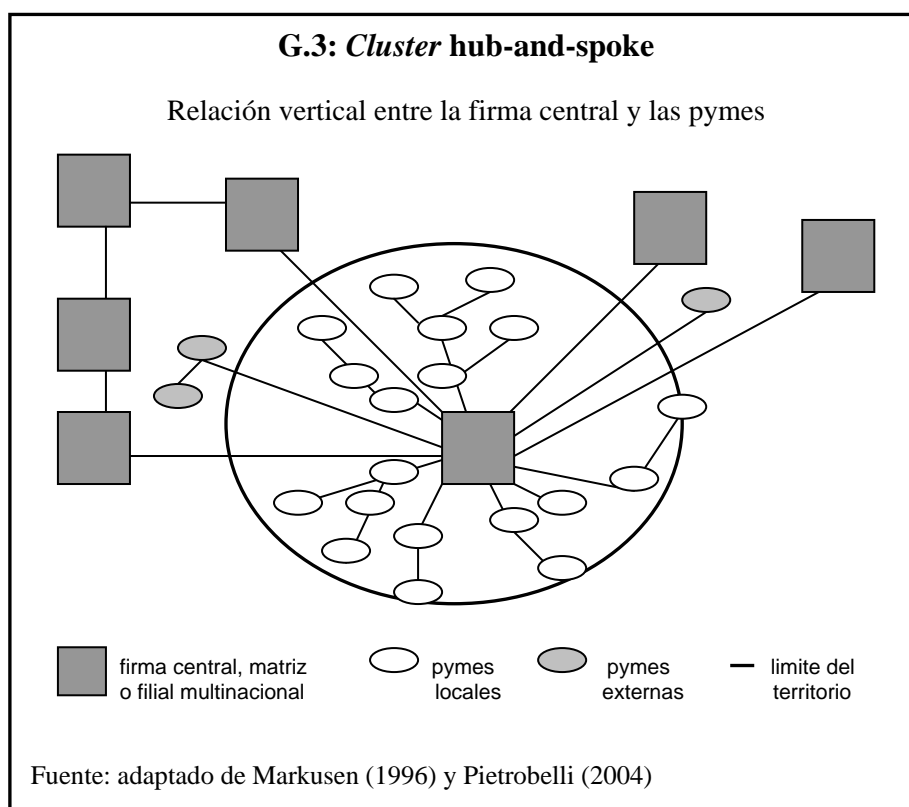 G.3: Cluster hub-and-spoke
Relación vertical entre la firma central y las pymes
firma central, matriz
o filial multinacional
pymes
locales
pymes
externas
limite del
territorio
Fuente: adaptado de Markusen (1996) y Pietrobelli (2004)